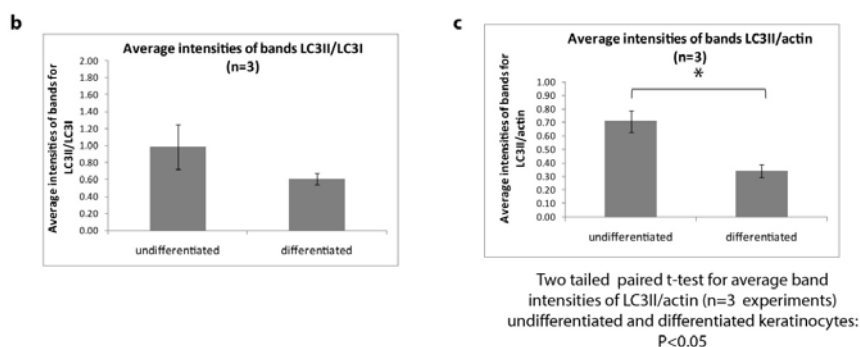 b
Average intensities of bands LC3II/LC3I
(n=3)
Average intensities of bands for
LC3II/LC3I
2.00
1.80
1.60
1.40
1.20
1.00
0.80
0.60
0.40
0.20
0.00
undifferentiated differentiated
c
Average intensities of bands LC3II/actin
(n=3)
*
Average intensities of bands for
LC3II/actin
1.00
0.90
0.80
0.70
0.60
0.50
0.40
0.30
0.20
0.10
0.00
undifferentiated differentiated
Two tailed paired t-test for average band
intensities of LC3II/actin (n=3 experiments)
undifferentiated and differentiated keratinocytes:
P<0.05